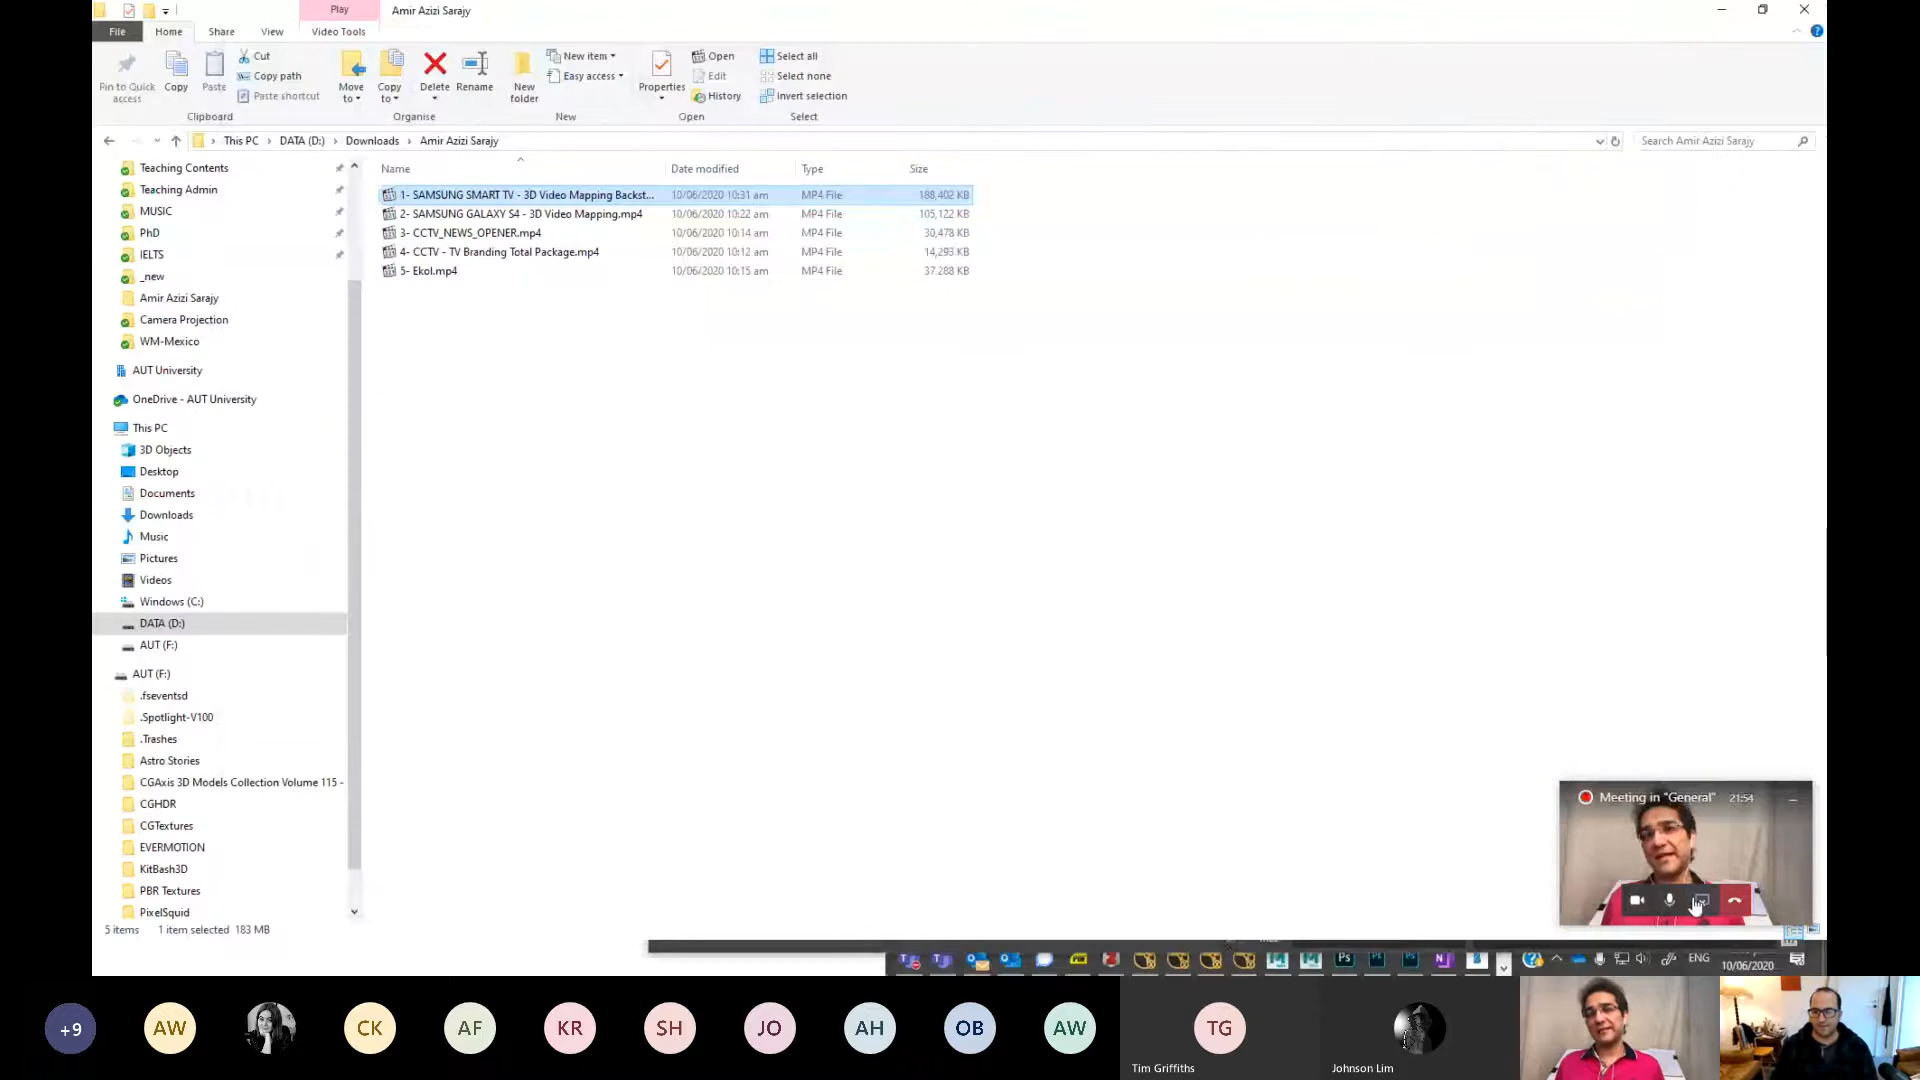 Play
Amir Azizi Sarajy
File
Home
Share
View
Video Tools
Pin to Quick access
Copy
Paste
Cut
Copy path
Paste shortcut
Clipboard
Move to
Copy to
Delete
Rename
Organise
New folder
New item
Easy access
New
Properties
Open
Edit
History
Open
Select all
Select none
Invert selection
Select
This PC > DATA (D:) > Downloads > Amir Azizi Sarajy
Search Amir Azizi Sarajy
Name Date modified Type Size
1- SAMSUNG SMART TV - 3D Video Mapping Backst... 10/06/2020 10:31 am MP4 File 188,402 KB
2- SAMSUNG GALAXY S4 - 3D Video Mapping.mp4 10/06/2020 10:22 am MP4 File 105,122 KB
3- CCTV_NEWS_OPENER.mp4 10/06/2020 10:14 am MP4 File 30,478 KB
4- CCTV - TV Branding Total Package.mp4 10/06/2020 10:12 am MP4 File 14,293 KB
5- Ekol.mp4 10/06/2020 10:15 am MP4 File 37,288 KB
Teaching Contents
Teaching Admin
MUSIC
PhD
IELTS
_new
Amir Azizi Sarajy
Camera Projection
WM-Mexico
AUT University
OneDrive - AUT University
This PC
3D Objects
Desktop
Documents
Downloads
Music
Pictures
Videos
Windows (C:)
DATA (D:)
AUT (F:)
AUT (F:)
.fseventsd
.Spotlight-V100
.Trashes
Astro Stories
CGAxis 3D Models Collection Volume 115 -
CGHDR
CGTextures
EVERMOTION
KitBash3D
PBR Textures
PixelSquid
5 items 1 item selected 183 MB
Meeting in "General" 21:54
Ps
ENG
10/06/2020
+9
AW
CK
AF
KR
SH
JO
AH
OB
AW
TG
Tim Griffiths
Johnson Lim